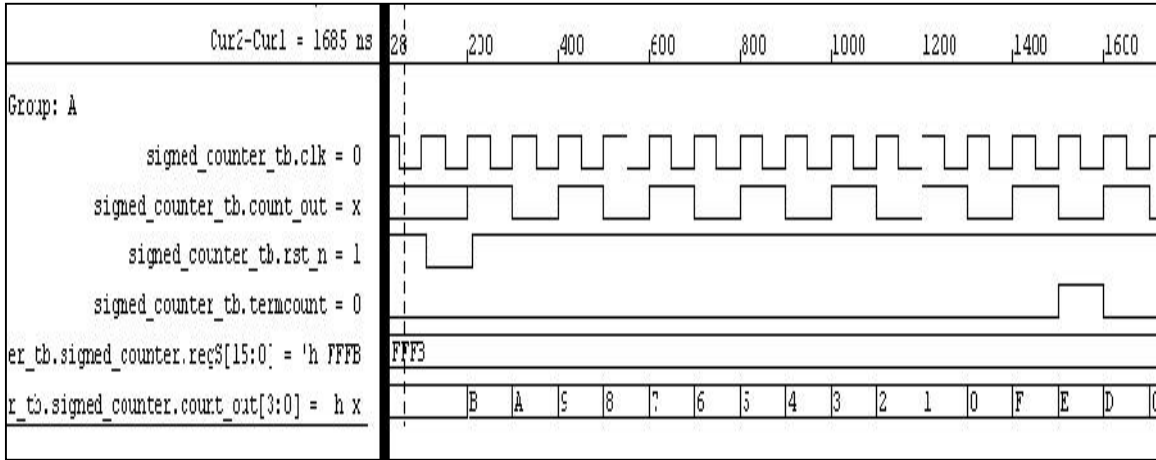 Cur2-Cur1 = 1685 ns
28 200 400 600 800 1000 1200 1400 1600
Group: A
signed_counter_tb.clk = 0
signed_counter_tb.count_out = x
signed_counter_tb.rst_n = 1
signed_counter_tb.termcount = 0
er_tb.signed_counter.regS[15:0] = 'h FFFB FFFB
r_tb.signed_counter.count_out[3:0] = h x B A 9 8 7 6 5 4 3 2 1 0 F E D